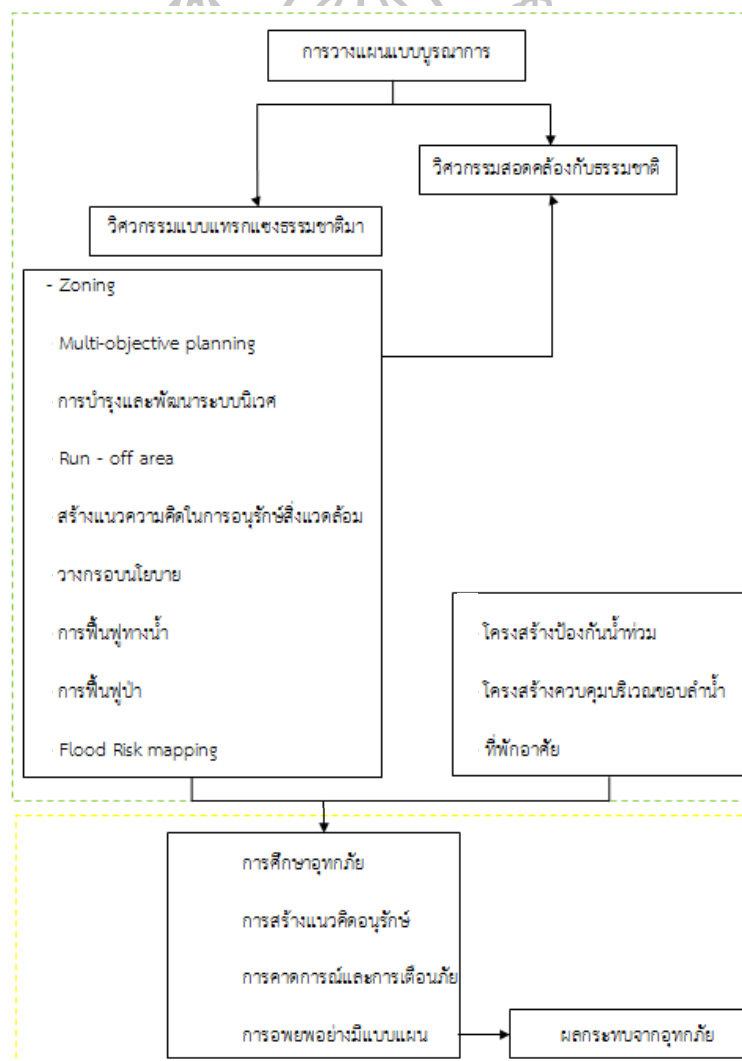 การวางแผนแบบบูรณาการ
วิศวกรรมสอดคล้องกับธรรมชาติ
วิศวกรรมแบบแทรกแซงธรรมชาติมา
- Zoning
Multi-objective planning
การบำรุงและพัฒนาระบบนิเวศ
Run - off area
สร้างแนวความคิดในการอนุรักษ์สิ่งแวดล้อม
วางกรอบนโยบาย
การฟื้นฟูทางน้ำ
การฟื้นฟูป่า
Flood Risk mapping
โครงสร้างป้องกันน้ำท่วม
โครงสร้างควบคุมบริเวณขอบลำน้ำ
ที่พักอาศัย
การศึกษาอุทกภัย
การสร้างแนวคิดอนุรักษ์
การคาดการณ์และการเตือนภัย
การอพยพอย่างมีแบบแผน
ผลกระทบจากอุทกภัย